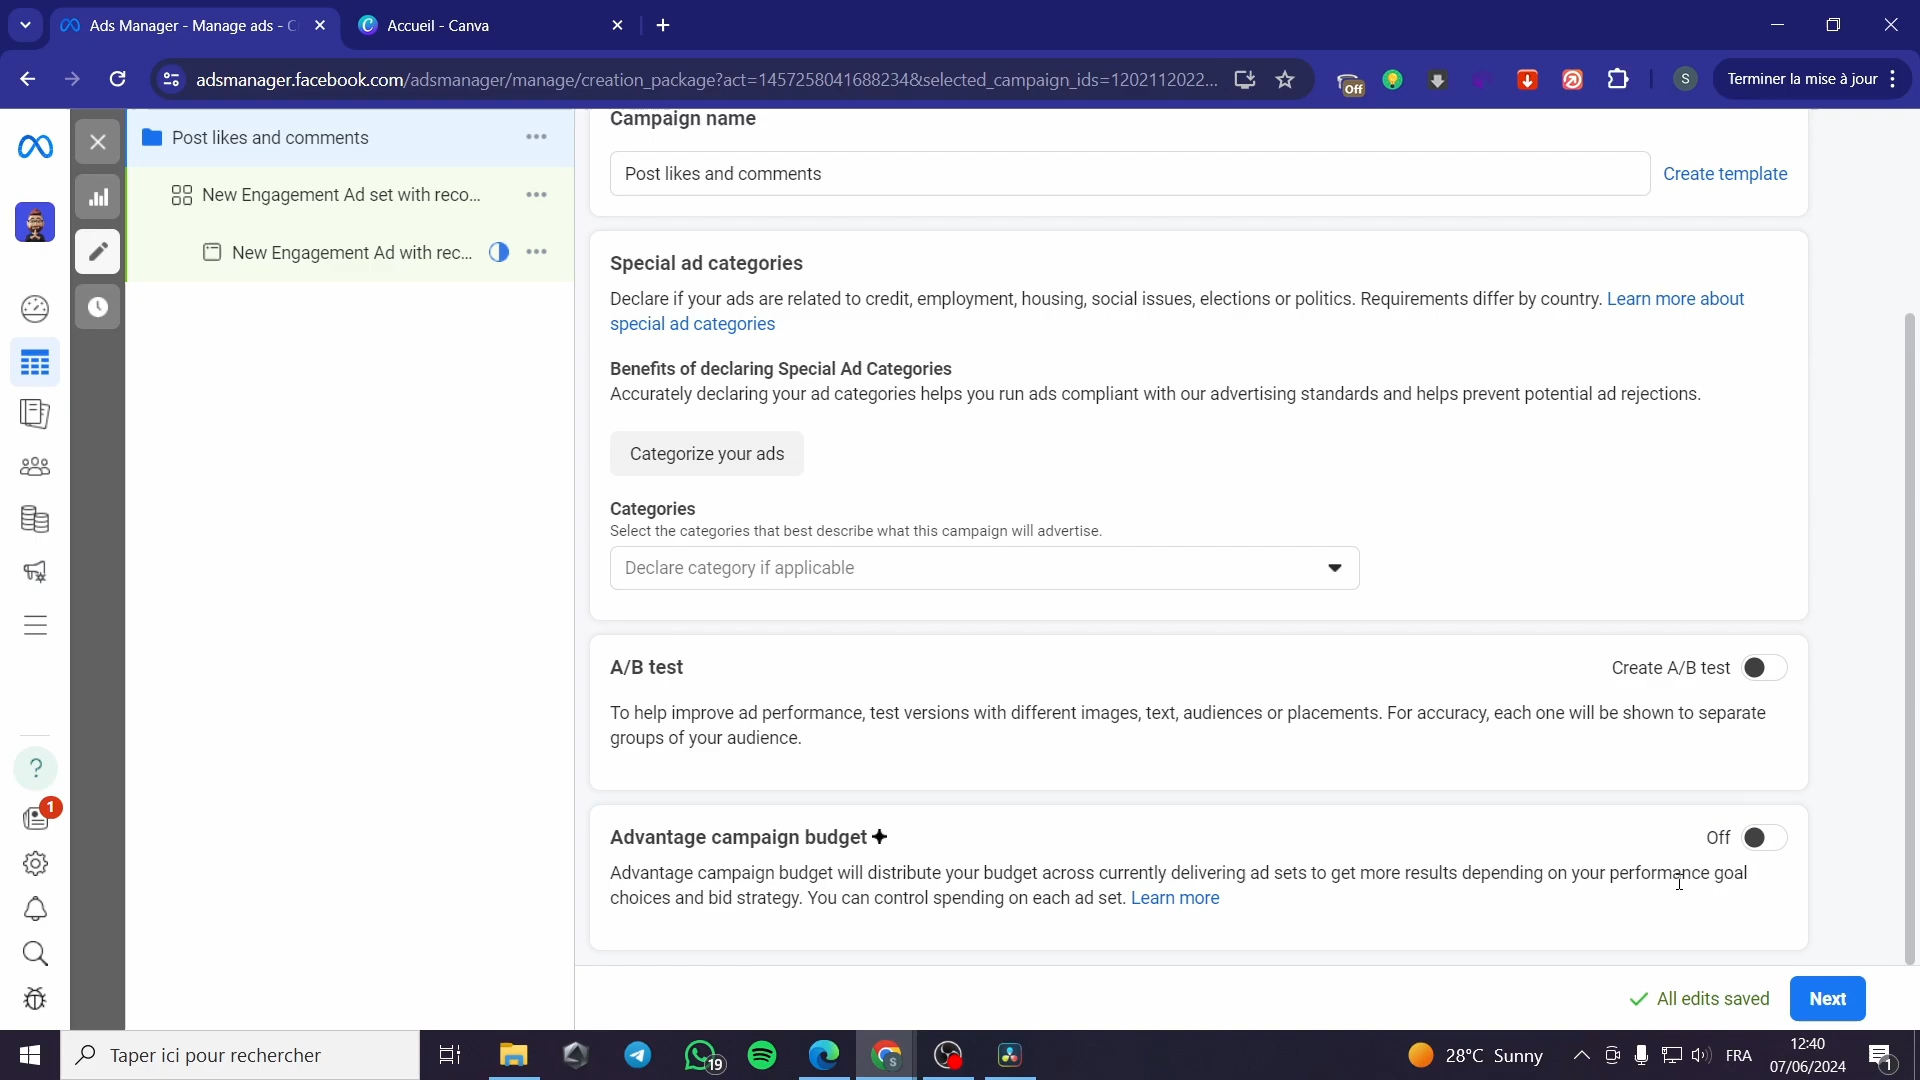 Ads Manager - Manage ads - C
Accueil - Canva
adsmanager.facebook.com/adsmanager/manage/creation_package?act=1457258041688234&selected_campaign_ids=1202112022...
Off
S
Terminer la mise à jour
Post likes and comments
New Engagement Ad set with reco...
New Engagement Ad with rec...
Campaign name
Post likes and comments
Create template
Special ad categories
Declare if your ads are related to credit, employment, housing, social issues, elections or politics. Requirements differ by country. Learn more about
special ad categories
Benefits of declaring Special Ad Categories
Accurately declaring your ad categories helps you run ads compliant with our advertising standards and helps prevent potential ad rejections.
Categorize your ads
Categories
Select the categories that best describe what this campaign will advertise.
Declare category if applicable
A/B test
Create A/B test
To help improve ad performance, test versions with different images, text, audiences or placements. For accuracy, each one will be shown to separate
groups of your audience.
Advantage campaign budget
Off
Advantage campaign budget will distribute your budget across currently delivering ad sets to get more results depending on your performance goal
choices and bid strategy. You can control spending on each ad set. Learn more
1
All edits saved
Next
Taper ici pour rechercher
19
S
28°C Sunny
FRA
12:40
07/06/2024
1